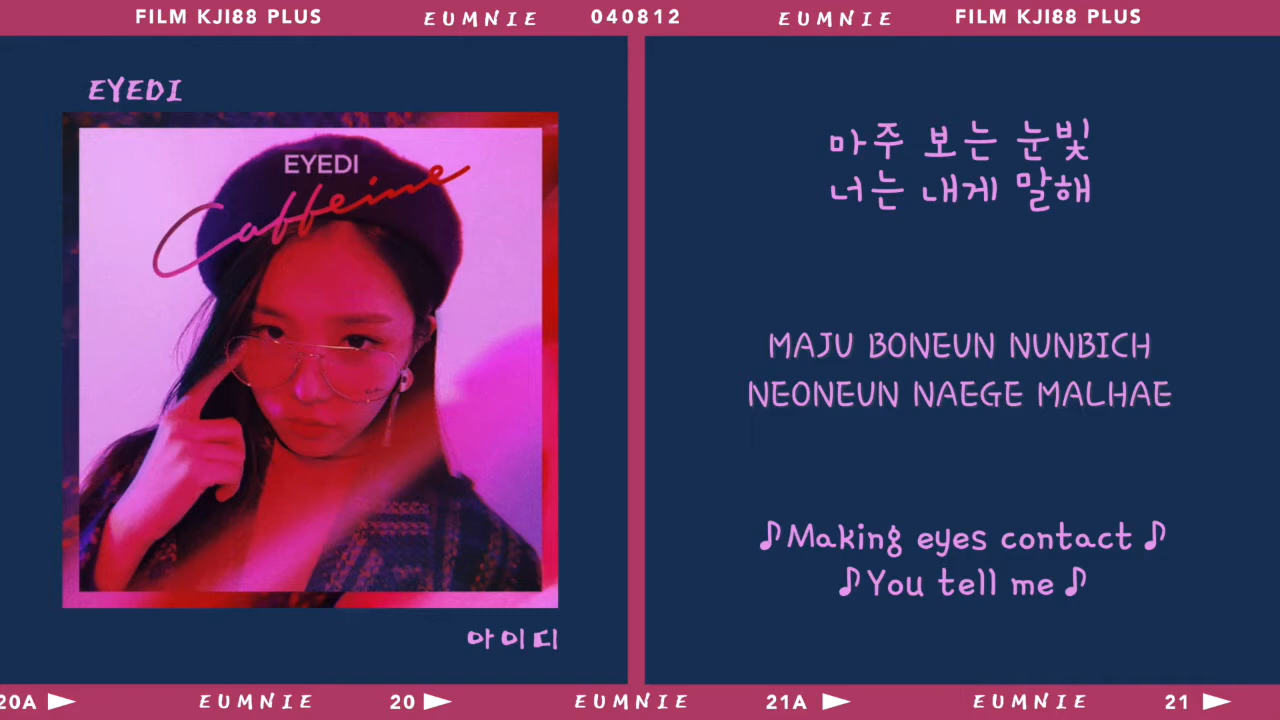 FILM KJI88 PLUS EUMNIE 040812 EUMNIE FILM KJI88 PLUS
EYEDI
EYEDI
Caffeine
아이디
마주 보는 눈빛
너는 내게 말해
MAJU BONEUN NUNBICH
NEONEUN NAEGE MALHAE
♪Making eyes contact♪
♪You tell me♪
20A ▶ EUMNIE 20 ▶ EUMNIE 21A ▶ EUMNIE 21 ▶